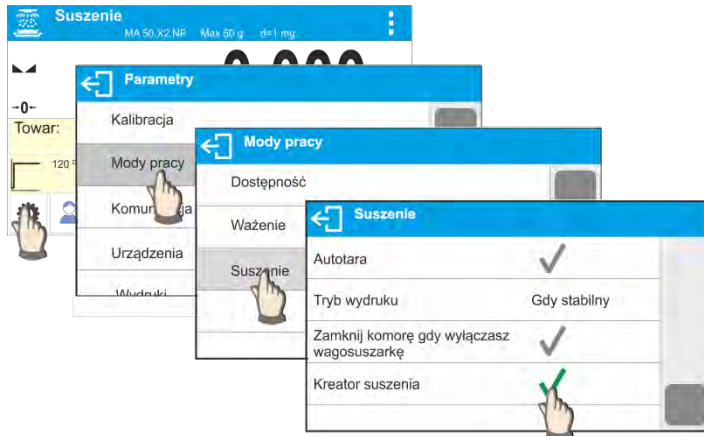 Suszenie
MA 50.X2.NP Max 50 g d=1 mg
→0←
Towar:
120 °
Parametry
Kalibracja
Mody pracy
Urządzenia
Wydruki
Mody pracy
Dostępność
Ważenie
Suszenie
Suszenie
Autotara
Tryb wydruku Gdy stabilny
Zamknij komorę gdy wyłączasz
wagosuszarkę
Kreator suszenia